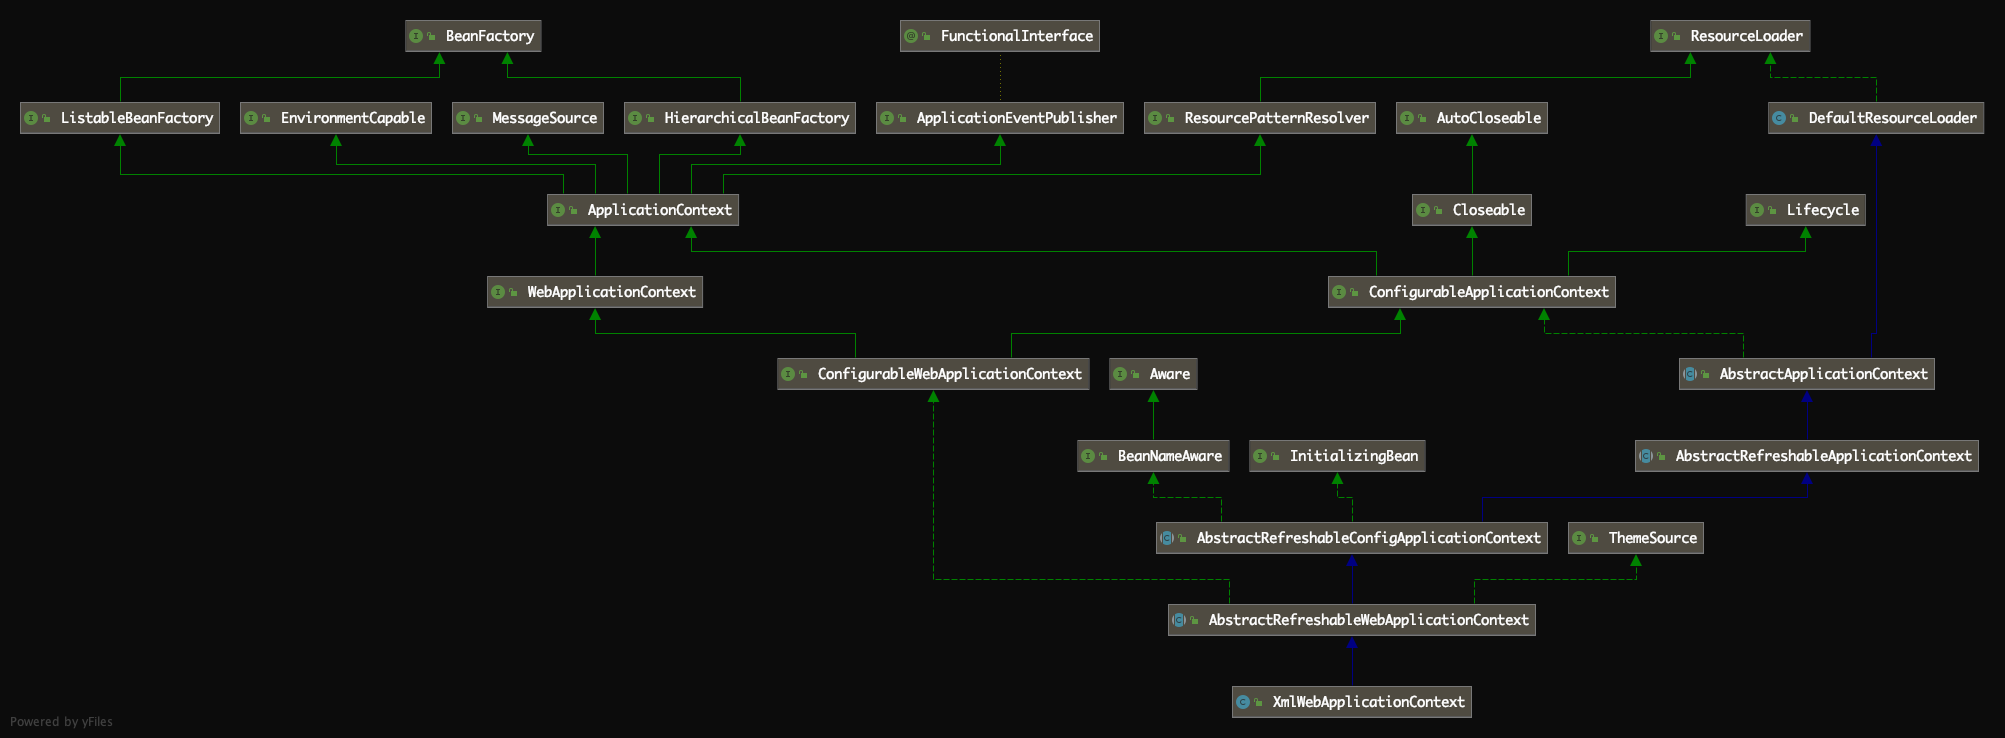 BeanFactory
FunctionalInterface
ResourceLoader
ListableBeanFactory
EnvironmentCapable
MessageSource
HierarchicalBeanFactory
ApplicationEventPublisher
ResourcePatternResolver
AutoCloseable
DefaultResourceLoader
ApplicationContext
Closeable
Lifecycle
WebApplicationContext
ConfigurableApplicationContext
ConfigurableWebApplicationContext
Aware
AbstractApplicationContext
BeanNameAware
InitializingBean
AbstractRefreshableApplicationContext
AbstractRefreshableConfigApplicationContext
ThemeSource
AbstractRefreshableWebApplicationContext
XmlWebApplicationContext
Powered by yFiles